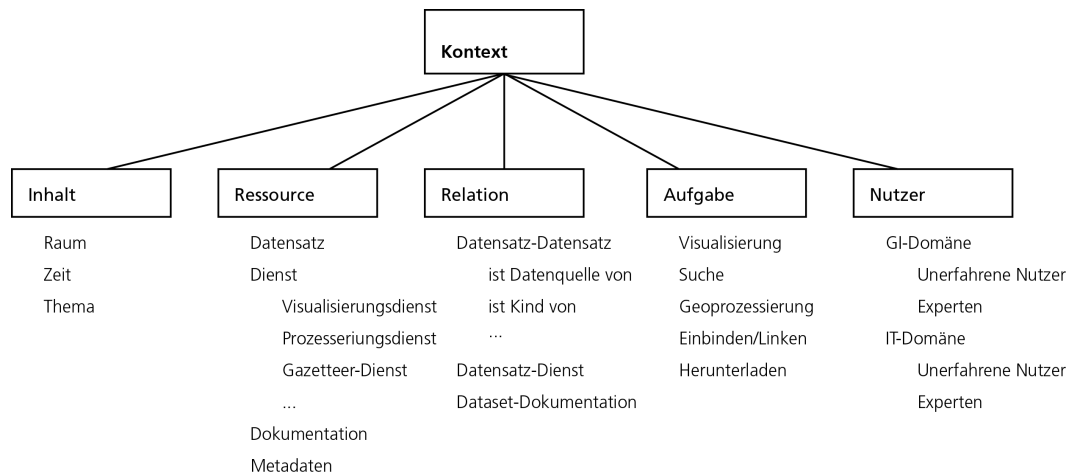 Kontext
Inhalt
Raum
Zeit
Thema
Ressource
Datensatz
Dienst
Visualisierungsdienst
Prozesseriungsdienst
Gazetteer-Dienst
...
Dokumentation
Metadaten
Relation
Datensatz-Datensatz
ist Datenquelle von
ist Kind von
...
Datensatz-Dienst
Dataset-Dokumentation
Aufgabe
Visualisierung
Suche
Geoprozessierung
Einbinden/Linken
Herunterladen
Nutzer
GI-Domäne
Unerfahrene Nutzer
Experten
IT-Domäne
Unerfahrene Nutzer
Experten